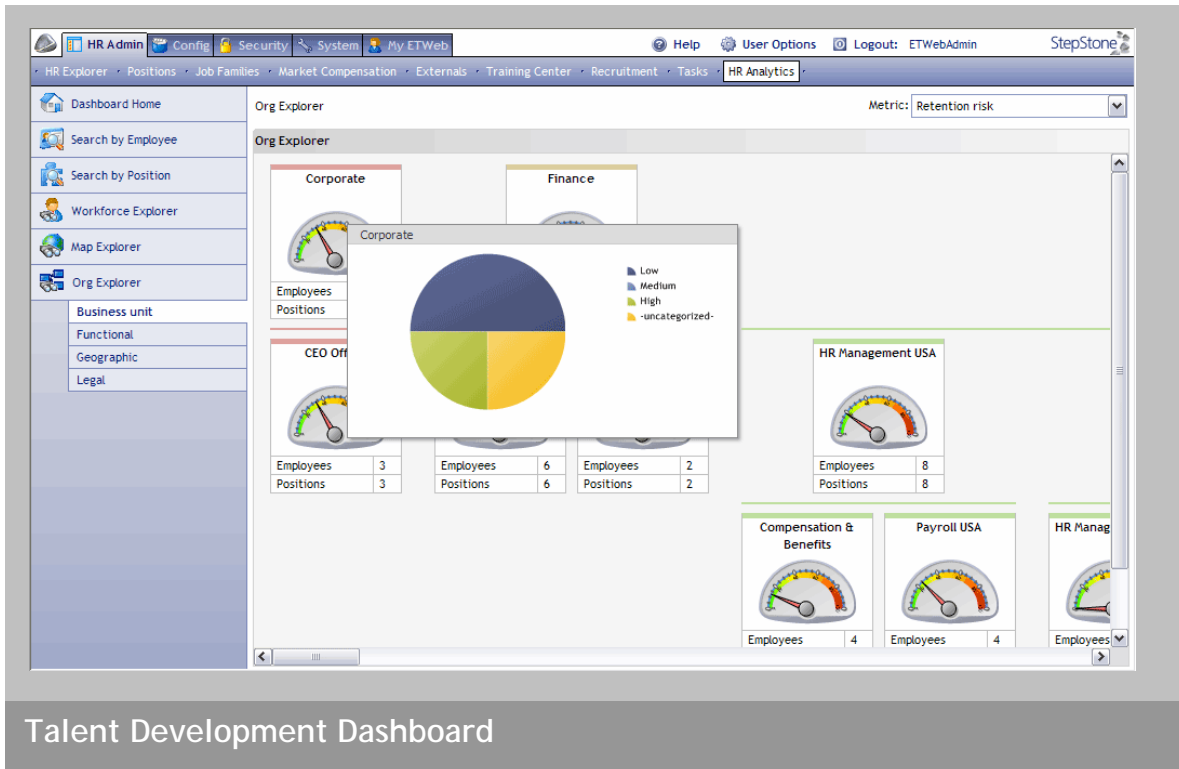 HR Admin Config Security System My ETWeb Help User Options Logout: ETWebAdmin StepStone
HR Explorer Positions Job Families Market Compensation Externals Training Center Recruitment Tasks HR Analytics
Dashboard Home
Search by Employee
Search by Position
Workforce Explorer
Map Explorer
Org Explorer
Business unit
Functional
Geographic
Legal
Org Explorer Metric: Retention risk
Org Explorer
Corporate Finance
Employees
Positions
Corporate
Low
Medium
High
-uncategorized-
CEO Off HR Management USA
Employees 3 Employees 6 Employees 2 Employees 8
Positions 3 Positions 6 Positions 2 Positions 8
Compensation & Payroll USA HR Manag
Benefits
Employees 4 Employees 4 Employees
Talent Development Dashboard